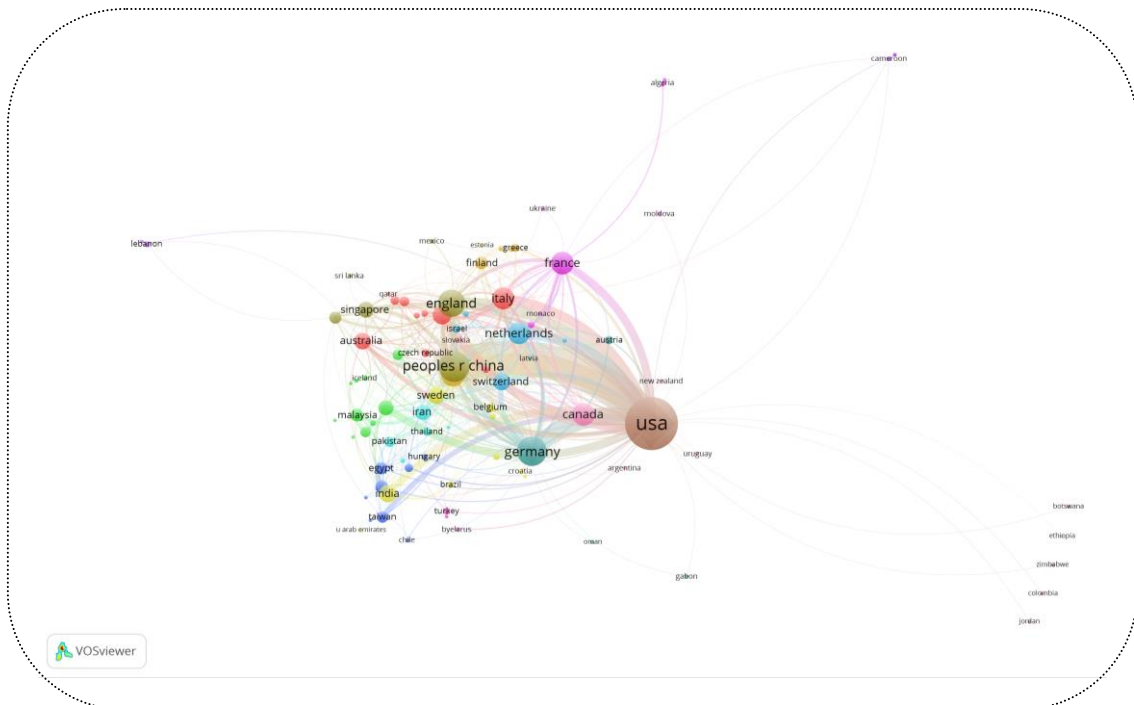 cameroon
algeria
ukraine
moldova
lebanon
mexico
estonia
greece
finland
france
sri lanka
qatar
singapore
england
italy
monaco
israel
netherlands
australia
slovakia
austria
czech republic
latvia
peoples r china
iceland
switzerland
new zealand
sweden
belgium
malaysia
iran
canada
usa
thailand
pakistan
germany
hungary
uruguay
egypt
croatia
argentina
brazil
india
botswana
taiwan
turkey
u arab emirates
byelarus
ethiopia
chile
oman
zimbabwe
gabon
colombia
jordan
VOSviewer